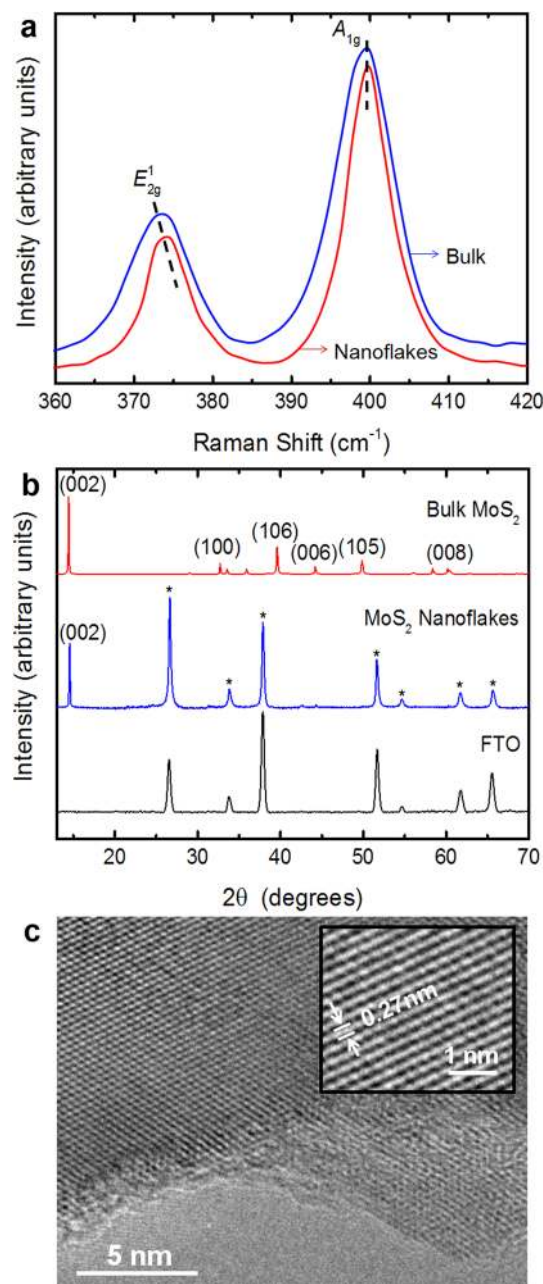 a
A1g
E12g
Intensity (arbitrary units)
Bulk
Nanoflakes
360 370 380 390 400 410 420
Raman Shift (cm-1)
b
(002)
Bulk MoS2
(106)
(100) (006) (105) (008)
* MoS2 Nanoflakes
(002) * *
* * * *
Intensity (arbitrary units)
FTO
20 30 40 50 60 70
2θ (degrees)
c
0.27nm
1 nm
5 nm